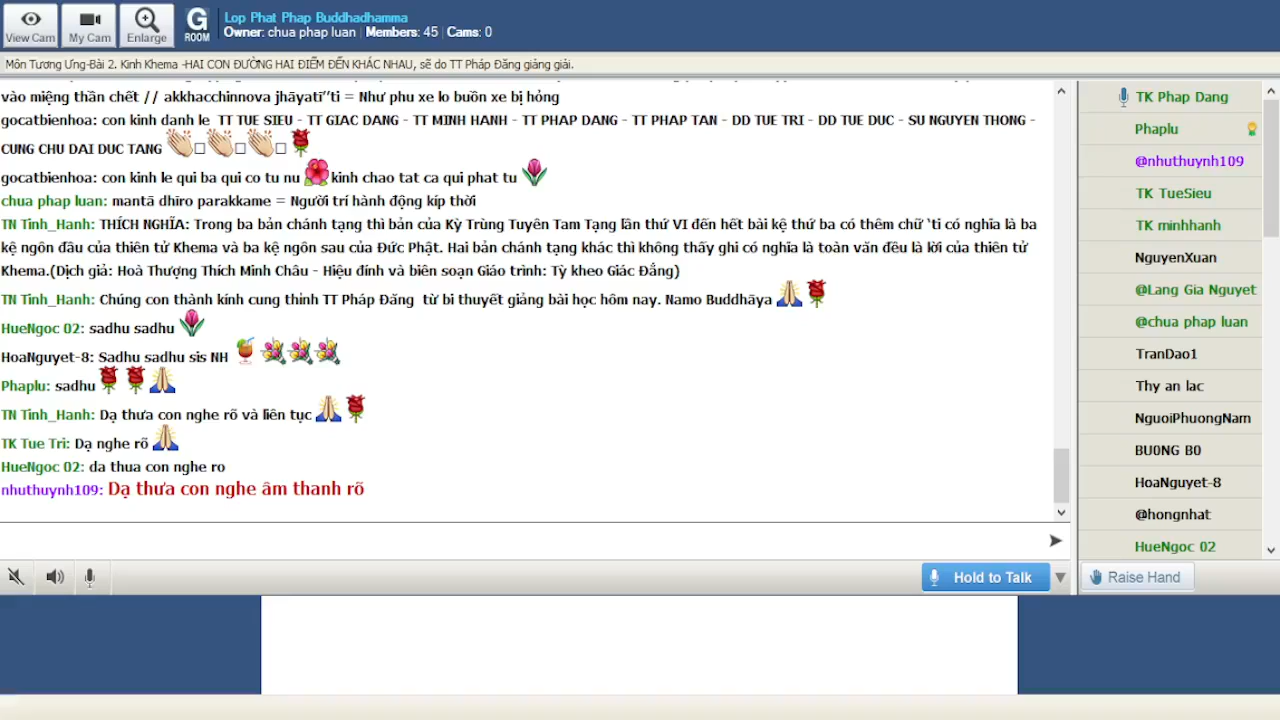 View Cam
My Cam
Enlarge
G
ROOM
Lop Phat Phap Buddhadhamma
Owner: chua phap luan | Members: 45 | Cams: 0
Môn Tương Ưng-Bài 2. Kinh Khema -HAI CON ĐƯỜNG HAI ĐIỂM ĐẾN KHÁC NHAU, sẽ do TT Pháp Đăng giảng giải.
vào miệng thần chết // akkhacchinnova jhāyatī’’ti = Như phu xe lo buồn xe bị hỏng
gocatbienhoa: con kinh danh le TT TUE SIEU - TT GIAC DANG - TT MINH HANH - TT PHAP DANG - TT PHAP TAN - DD TUE TRI - DD TUE DUC - SU NGUYEN THONG -
CUNG CHU DAI DUC TANG
gocatbienhoa: con kinh le qui ba qui co tu nu kinh chao tat ca qui phat tu
chua phap luan: mantā dhīro parakkame = Người trí hành động kíp thời
TN Tinh_Hanh: THÍCH NGHĨA: Trong ba bản chánh tạng thì bản của Kỳ Trùng Tuyên Tam Tạng lần thứ VI đến hết bài kệ thứ ba có thêm chữ ‘ti có nghĩa là ba
kệ ngôn đầu của thiên tử Khema và ba kệ ngôn sau của Đức Phật. Hai bản chánh tạng khác thì không thấy ghi có nghĩa là toàn văn đều là lời của thiên tử
Khema.(Dịch giả: Hoà Thượng Thích Minh Châu - Hiệu đính và biên soạn Giáo trình: Tỳ kheo Giác Đẳng)
TN Tinh_Hanh: Chúng con thành kính cung thỉnh TT Pháp Đăng từ bi thuyết giảng bài học hôm nay. Namo Buddhāya
HueNgoc 02: sadhu sadhu
HoaNguyet-8: Sadhu sadhu sis NH
Phaplu: sadhu
TN Tinh_Hanh: Dạ thưa con nghe rõ và liên tục
TK Tue Tri: Dạ nghe rõ
HueNgoc 02: da thua con nghe ro
nhuthuynh109: Dạ thưa con nghe âm thanh rõ
Hold to Talk
TK Phap Dang
Phaplu
@nhuthuynh109
TK TueSieu
TK minhhanh
NguyenXuan
@Lang Gia Nguyet
@chua phap luan
TranDao1
Thy an lac
NguoiPhuongNam
BU0NG B0
HoaNguyet-8
@hongnhat
HueNgoc 02
Raise Hand